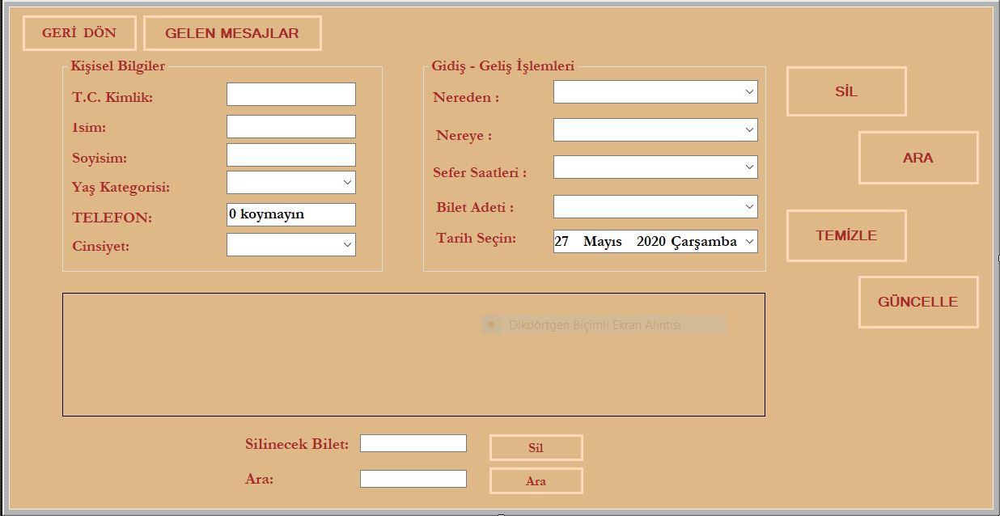 GERİ DÖN
GELEN MESAJLAR
Kişisel Bilgiler
T.C. Kimlik:
Isim:
Soyisim:
Yaş Kategorisi:
TELEFON:
0 koymayın
Cinsiyet:
Gidiş - Geliş İşlemleri
Nereden :
Nereye :
Sefer Saatleri :
Bilet Adeti :
Tarih Seçin:
27 Mayıs 2020 Çarşamba
SİL
ARA
TEMİZLE
GÜNCELLE
Dikdörtgen Biçimli Ekran Alıntısı
Silinecek Bilet:
Sil
Ara:
Ara